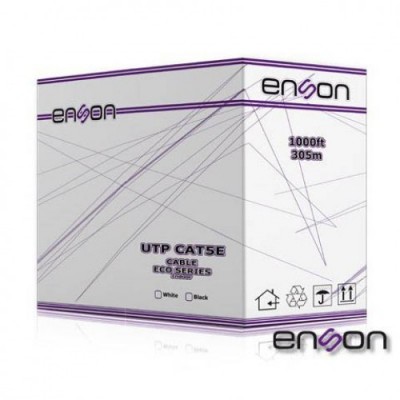 enson
enson
1000ft
305m
UTP CAT5E
CABLE
ECO SERIES
White
Black
enson